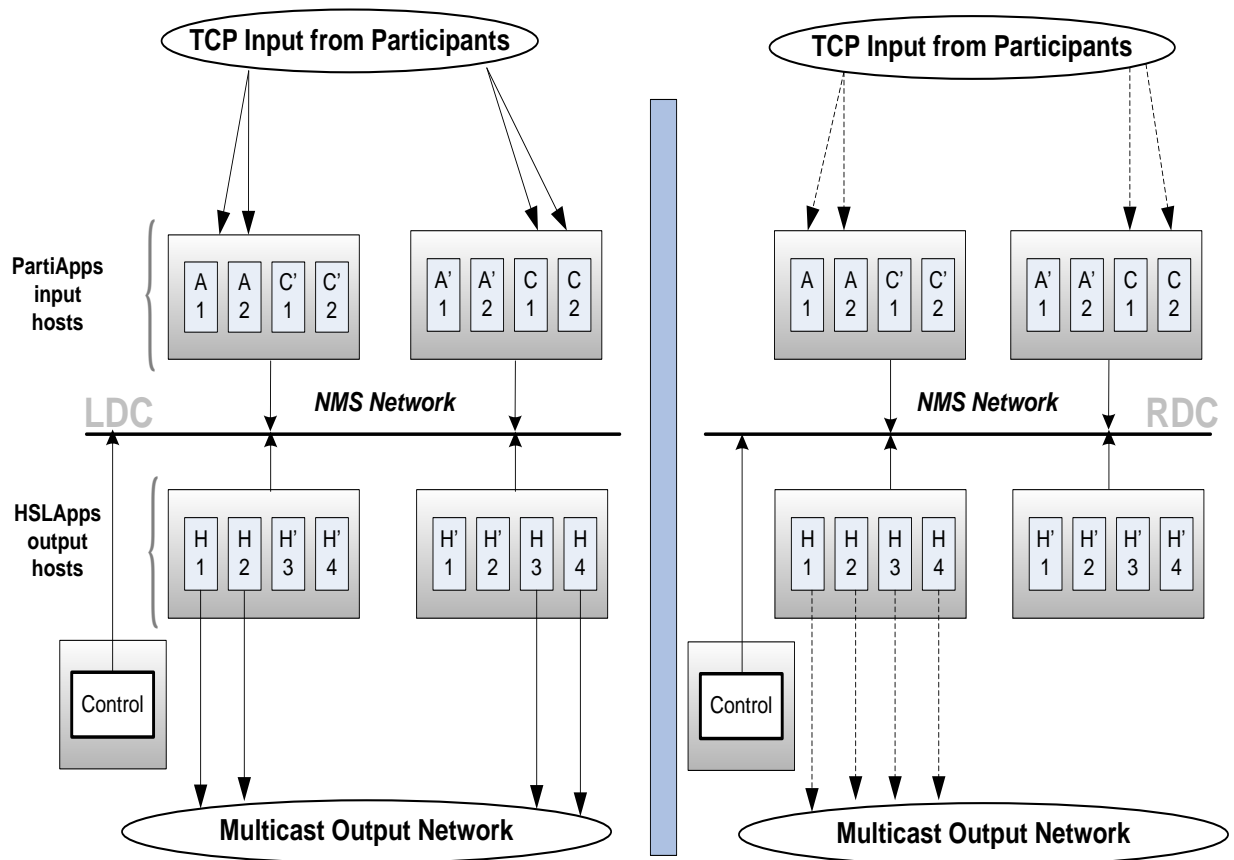 TCP Input from Participants
PartiApps
input
hosts
A
1
A
2
C'
1
C'
2
A'
1
A'
2
C
1
C
2
NMS Network
LDC
HSLApps
output
hosts
H
1
H
2
H'
3
H'
4
H'
1
H'
2
H
3
H
4
Control
Multicast Output Network
TCP Input from Participants
A
1
A
2
C'
1
C'
2
A'
1
A'
2
C
1
C
2
NMS Network
RDC
H
1
H
2
H
3
H
4
H'
1
H'
2
H'
3
H'
4
Control
Multicast Output Network